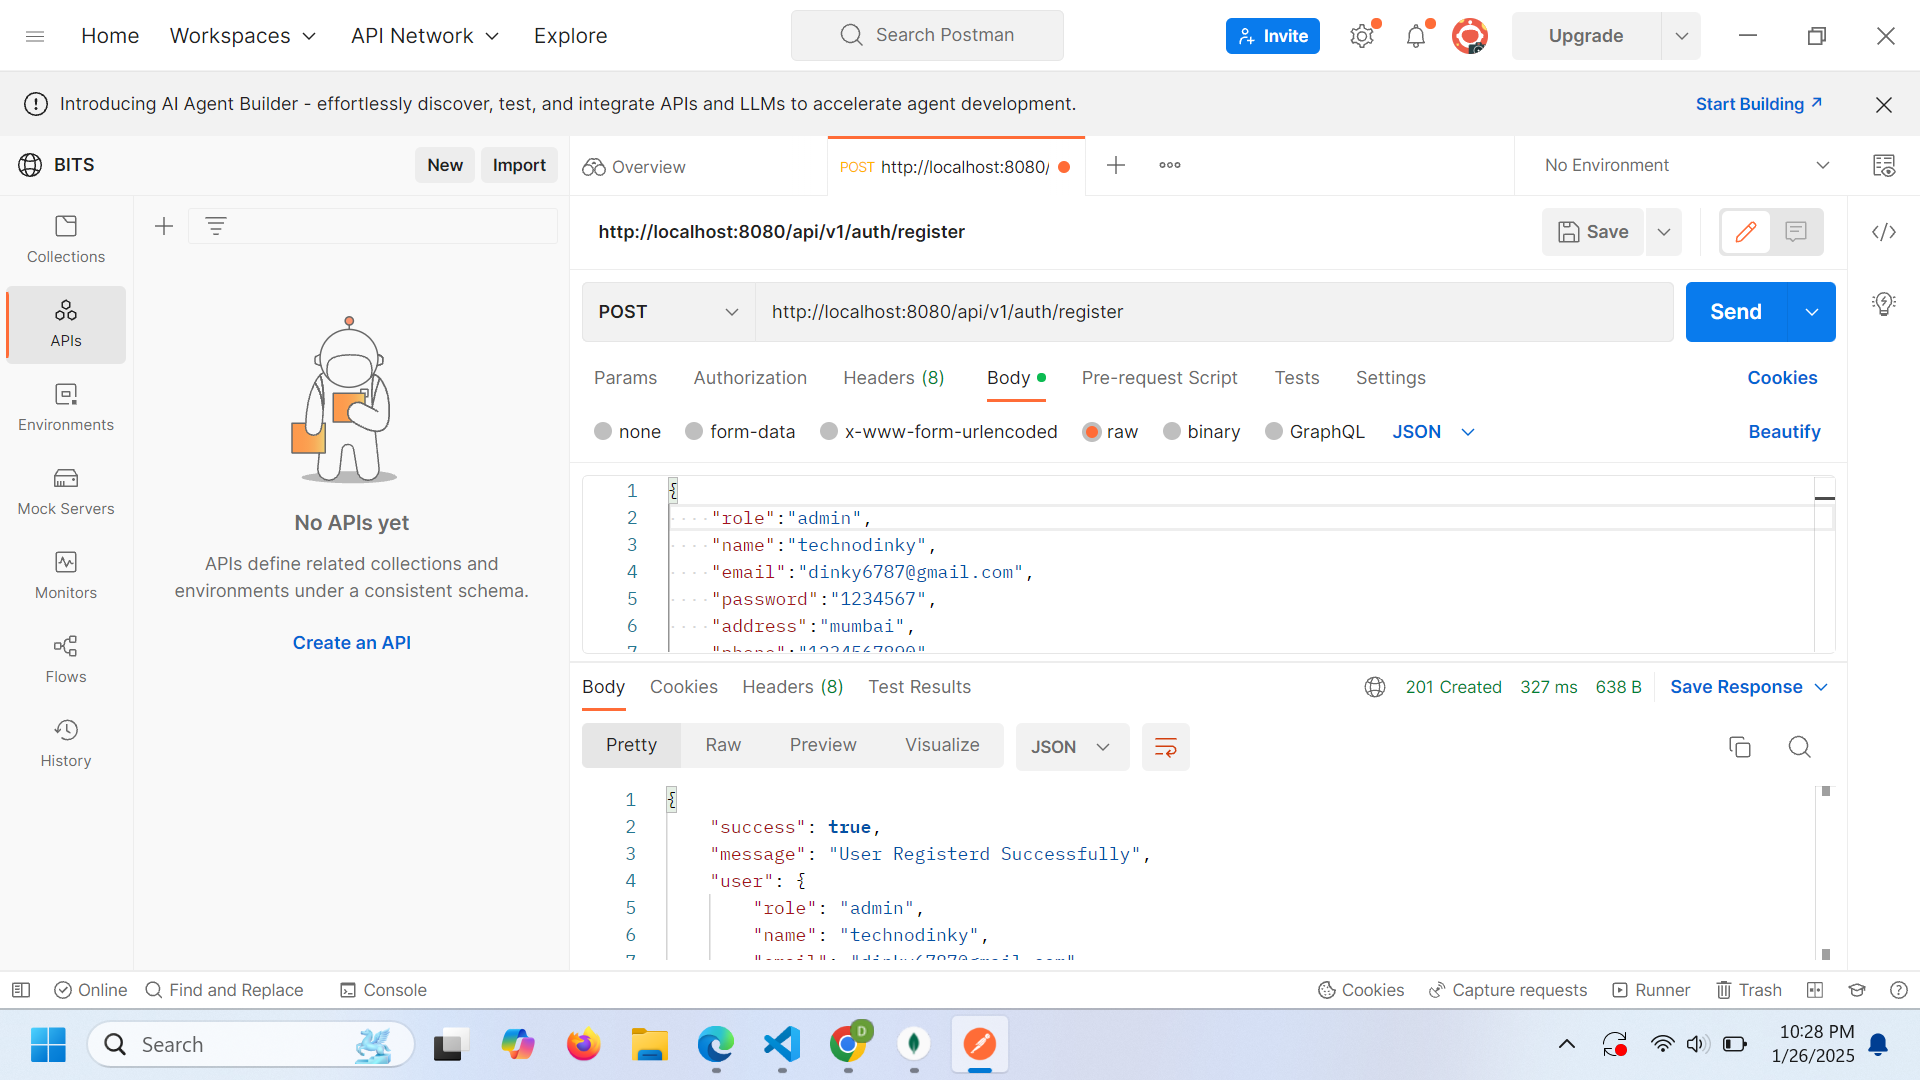 Home Workspaces API Network Explore Search Postman Invite Upgrade
Introducing AI Agent Builder - effortlessly discover, test, and integrate APIs and LLMs to accelerate agent development. Start Building
BITS New Import Overview POST http://localhost:8080/ No Environment
Collections
APIs
Environments
Mock Servers
Monitors
Flows
History
No APIs yet
APIs define related collections and
environments under a consistent schema.
Create an API
http://localhost:8080/api/v1/auth/register Save
POST http://localhost:8080/api/v1/auth/register Send
Params Authorization Headers (8) Body Pre-request Script Tests Settings Cookies
none form-data x-www-form-urlencoded raw binary GraphQL JSON Beautify
1 {
2 "role":"admin",
3 "name":"technodinky",
4 "email":"dinky6787@gmail.com",
5 "password":"1234567",
6 "address":"mumbai",
7 "phone":"1234567890"
Body Cookies Headers (8) Test Results 201 Created 327 ms 638 B Save Response
Pretty Raw Preview Visualize JSON
1 {
2 "success": true,
3 "message": "User Registerd Successfully",
4 "user": {
5 "role": "admin",
6 "name": "technodinky",
7 "email": "dinky6787@gmail.com"
Online Find and Replace Console Cookies Capture requests Runner Trash
Search D 10:28 PM
1/26/2025